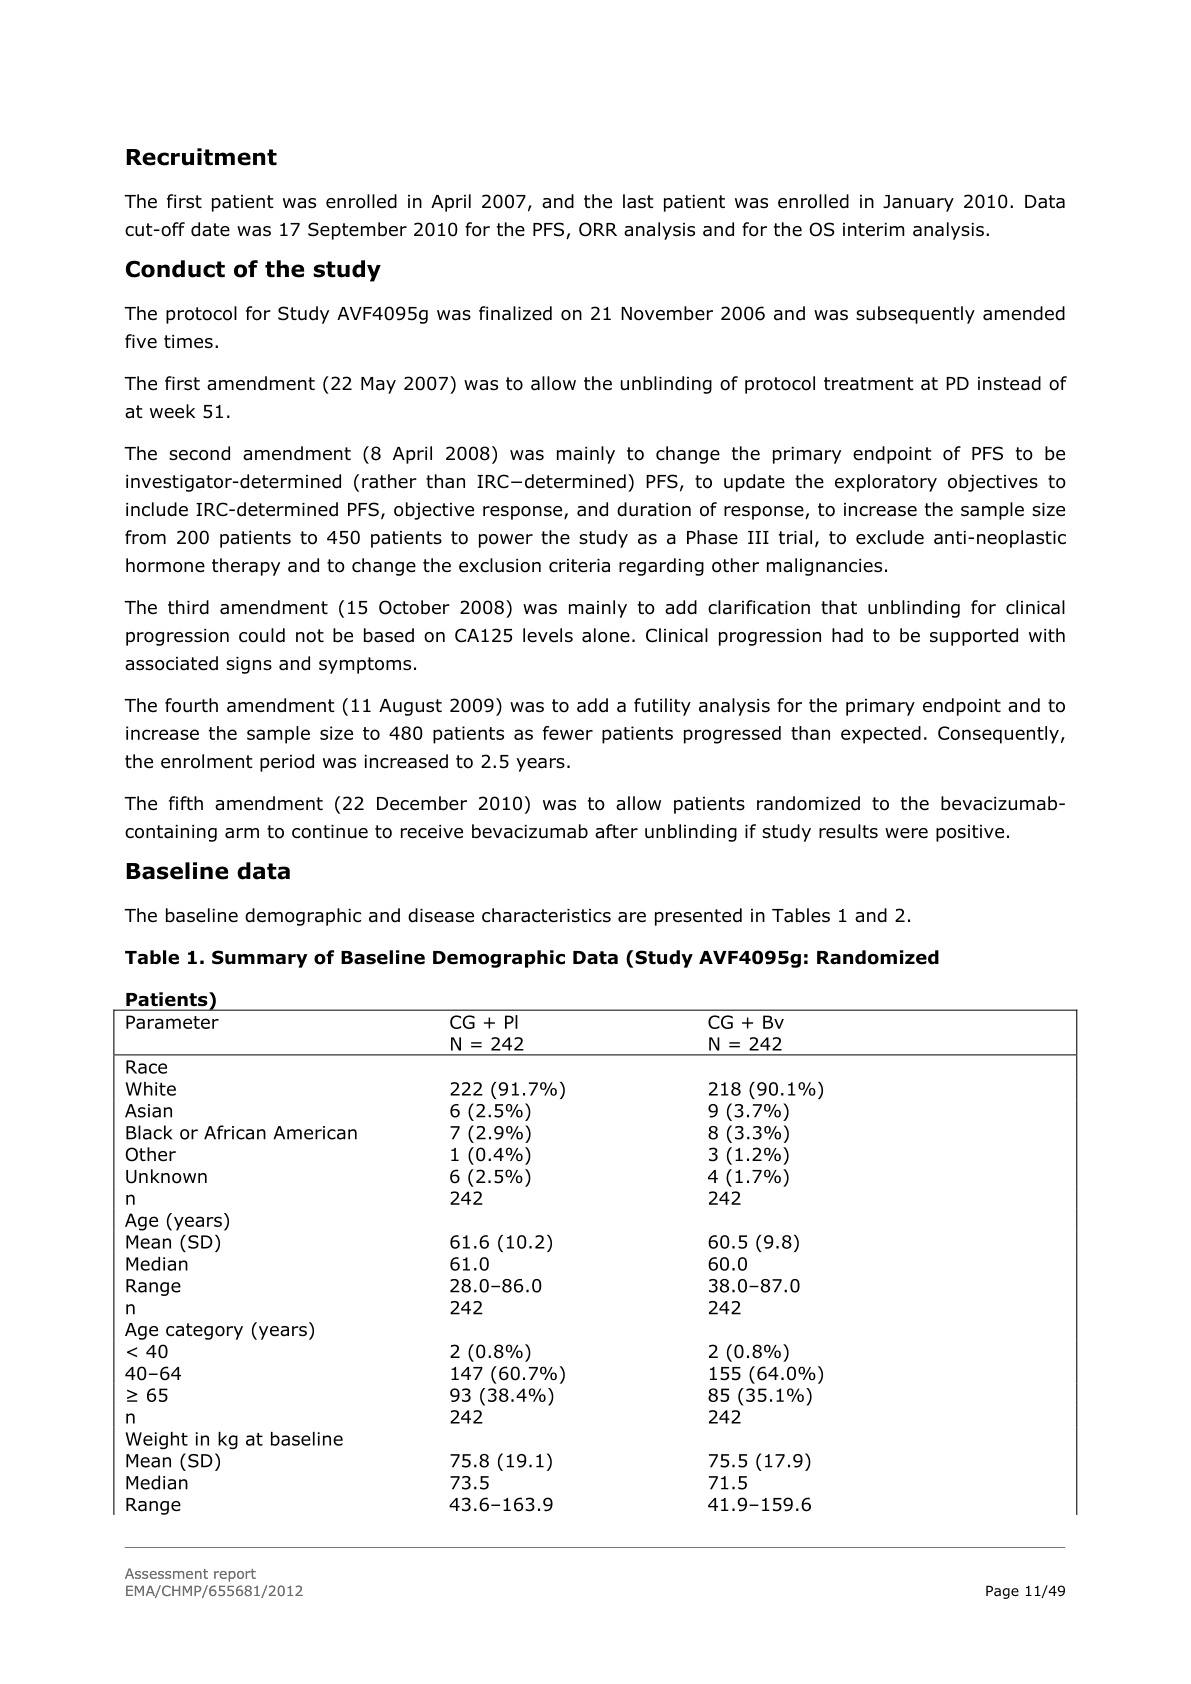 Recruitment
The first patient was enrolled in April 2007, and the last patient was enrolled in January 2010. Data
cut-off date was 17 September 2010 for the PFS, ORR analysis and for the OS interim analysis.
Conduct of the study
The protocol for Study AVF4095g was finalized on 21 November 2006 and was subsequently amended
five times.
The first amendment (22 May 2007) was to allow the unblinding of protocol treatment at PD instead of
at week 51.
The second amendment (8 April 2008) was mainly to change the primary endpoint of PFS to be
investigator-determined (rather than IRC−determined) PFS, to update the exploratory objectives to
include IRC-determined PFS, objective response, and duration of response, to increase the sample size
from 200 patients to 450 patients to power the study as a Phase III trial, to exclude anti-neoplastic
hormone therapy and to change the exclusion criteria regarding other malignancies.
The third amendment (15 October 2008) was mainly to add clarification that unblinding for clinical
progression could not be based on CA125 levels alone. Clinical progression had to be supported with
associated signs and symptoms.
The fourth amendment (11 August 2009) was to add a futility analysis for the primary endpoint and to
increase the sample size to 480 patients as fewer patients progressed than expected. Consequently,
the enrolment period was increased to 2.5 years.
The fifth amendment (22 December 2010) was to allow patients randomized to the bevacizumab-
containing arm to continue to receive bevacizumab after unblinding if study results were positive.
Baseline data
The baseline demographic and disease characteristics are presented in Tables 1 and 2.
Table 1. Summary of Baseline Demographic Data (Study AVF4095g: Randomized
Patients)
Parameter CG + Pl CG + Bv
N = 242 N = 242
Race
White 222 (91.7%) 218 (90.1%)
Asian 6 (2.5%) 9 (3.7%)
Black or African American 7 (2.9%) 8 (3.3%)
Other 1 (0.4%) 3 (1.2%)
Unknown 6 (2.5%) 4 (1.7%)
n 242 242
Age (years)
Mean (SD) 61.6 (10.2) 60.5 (9.8)
Median 61.0 60.0
Range 28.0–86.0 38.0–87.0
n 242 242
Age category (years)
< 40 2 (0.8%) 2 (0.8%)
40–64 147 (60.7%) 155 (64.0%)
≥ 65 93 (38.4%) 85 (35.1%)
n 242 242
Weight in kg at baseline
Mean (SD) 75.8 (19.1) 75.5 (17.9)
Median 73.5 71.5
Range 43.6–163.9 41.9–159.6
Assessment report
EMA/CHMP/655681/2012 Page 11/49